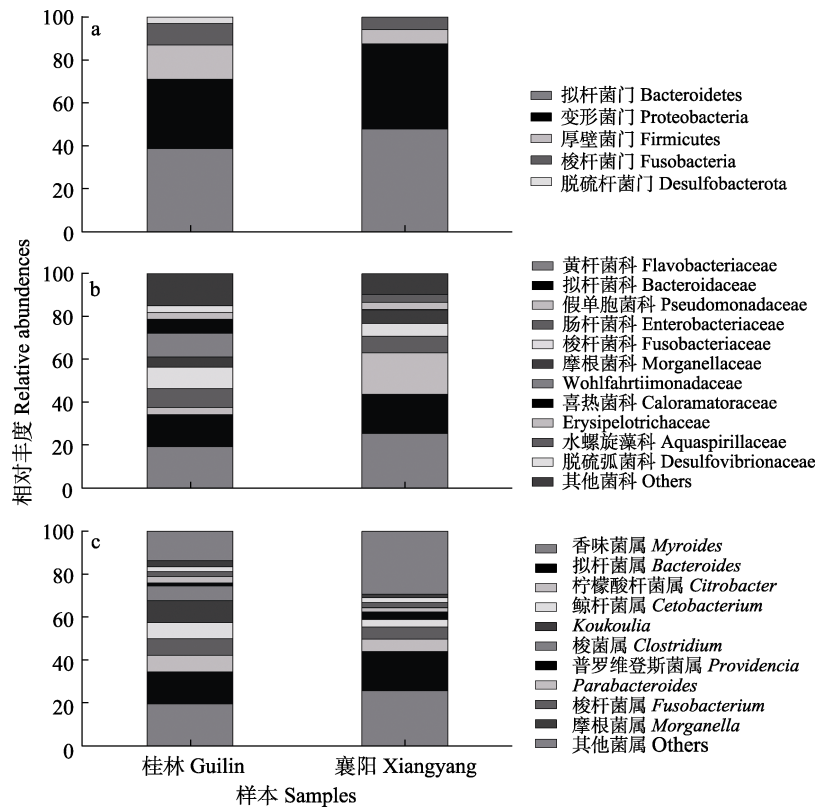 100
80
60
40
20
0
a
拟杆菌门 Bacteroidetes
变形菌门 Proteobacteria
厚壁菌门 Firmicutes
梭杆菌门 Fusobacteria
脱硫杆菌门 Desulfobacterota
相对丰度 Relative abundences
100
80
60
40
20
0
b
黄杆菌科 Flavobacteriaceae
拟杆菌科 Bacteroidaceae
假单胞菌科 Pseudomonadaceae
肠杆菌科 Enterobacteriaceae
梭杆菌科 Fusobacteriaceae
摩根菌科 Morganellaceae
Wohlfahrtiimonadaceae
喜热菌科 Caloramatoraceae
Erysipelotrichaceae
水螺旋藻科 Aquaspirillaceae
脱硫弧菌科 Desulfovibrionaceae
其他菌科 Others
100
80
60
40
20
0
c
香味菌属 Myroides
拟杆菌属 Bacteroides
柠檬酸杆菌属 Citrobacter
鲸杆菌属 Cetobacterium
Koukoulia
梭菌属 Clostridium
普罗维登斯菌属 Providencia
Parabacteroides
梭杆菌属 Fusobacterium
摩根菌属 Morganella
其他菌属 Others
桂林 Guilin
襄阳 Xiangyang
样本 Samples